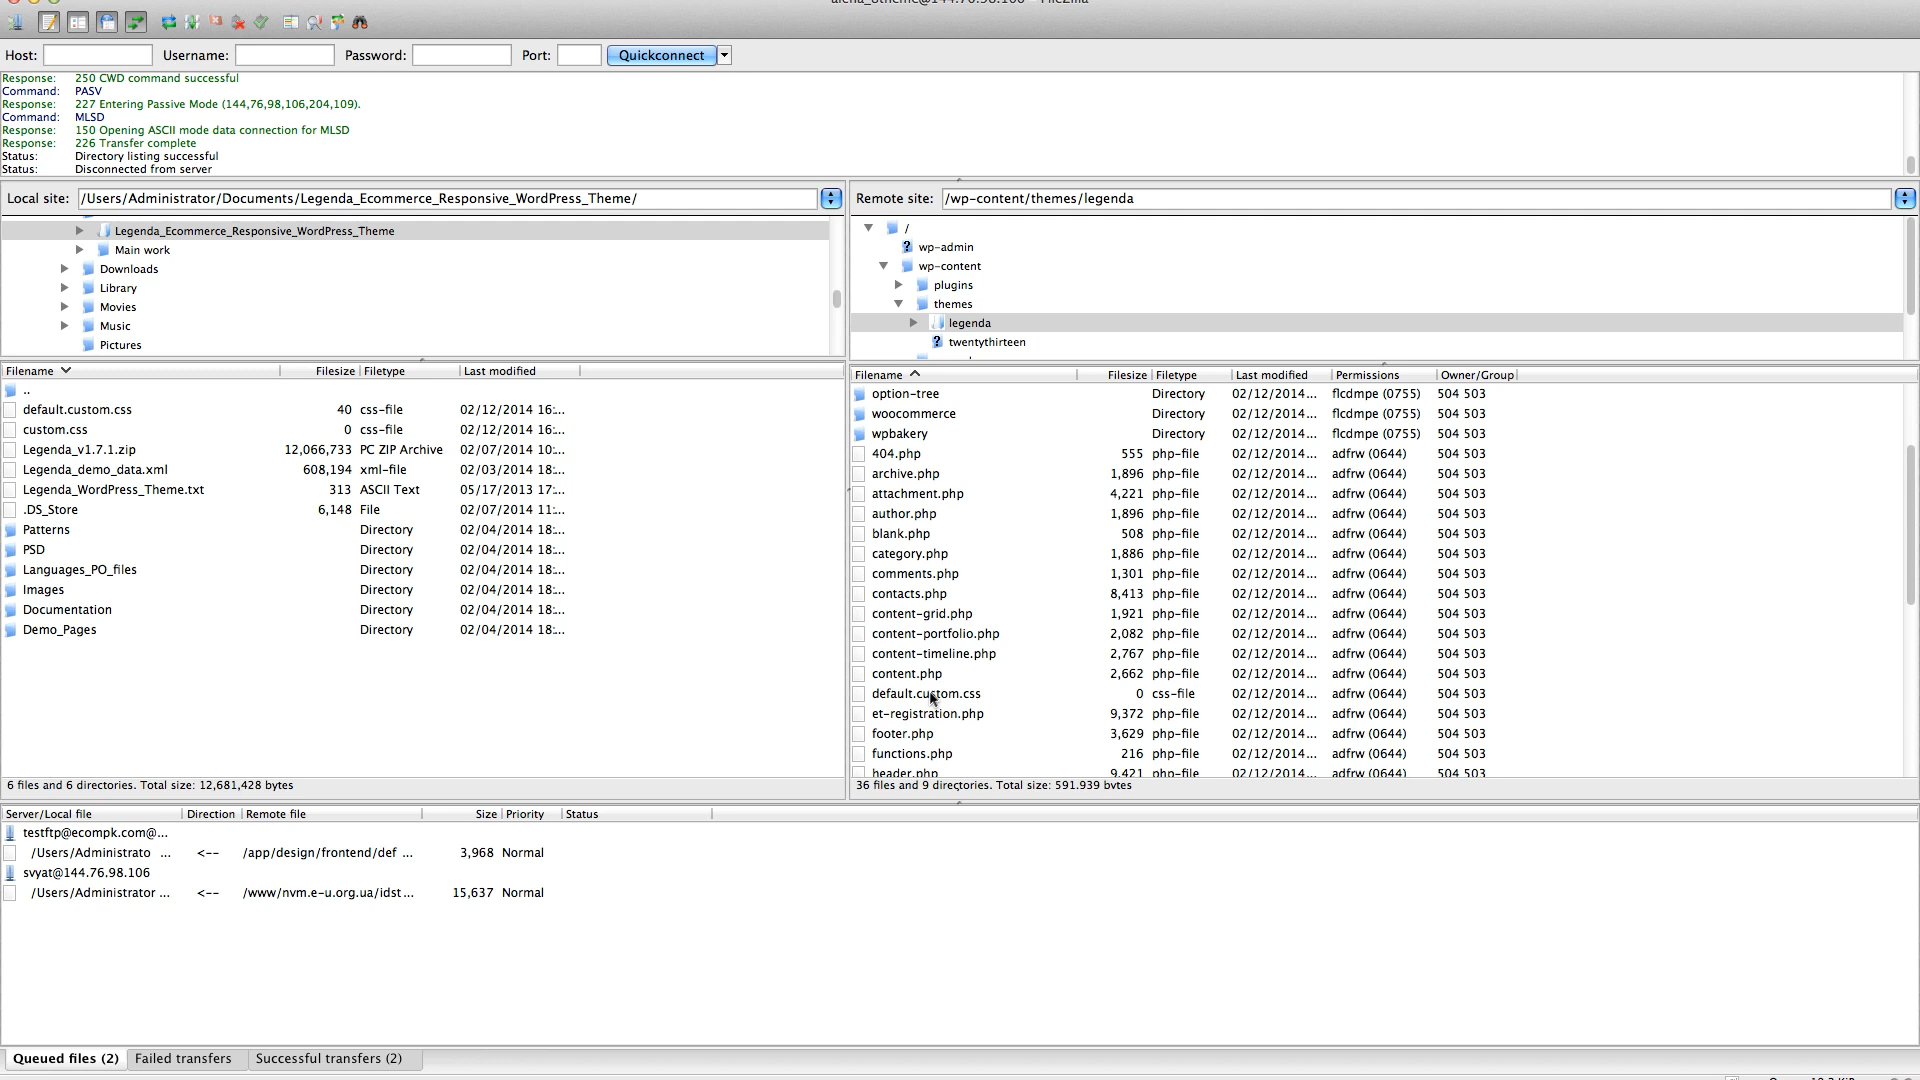 Host: Username: Password: Port: Quickconnect
Response: 250 CWD command successful
Command: PASV
Response: 227 Entering Passive Mode (144,76,98,106,204,109).
Command: MLSD
Response: 150 Opening ASCII mode data connection for MLSD
Response: 226 Transfer complete
Status: Directory listing successful
Status: Disconnected from server
Local site: /Users/Administrator/Documents/Legenda_Ecommerce_Responsive_WordPress_Theme/
Legenda_Ecommerce_Responsive_WordPress_Theme
Main work
Downloads
Library
Movies
Music
Pictures
Filename Filesize Filetype Last modified
..
default.custom.css 40 css-file 02/12/2014 16:...
custom.css 0 css-file 02/12/2014 16:...
Legenda_v1.7.1.zip 12,066,733 PC ZIP Archive 02/07/2014 10:...
Legenda_demo_data.xml 608,194 xml-file 02/03/2014 18:...
Legenda_WordPress_Theme.txt 313 ASCII Text 05/17/2013 17:...
.DS_Store 6,148 File 02/07/2014 11:...
Patterns Directory 02/04/2014 18:...
PSD Directory 02/04/2014 18:...
Languages_PO_files Directory 02/04/2014 18:...
Images Directory 02/04/2014 18:...
Documentation Directory 02/04/2014 18:...
Demo_Pages Directory 02/04/2014 18:...
6 files and 6 directories. Total size: 12,681,428 bytes
Remote site: /wp-content/themes/legenda
/
wp-admin
wp-content
plugins
themes
legenda
twentythirteen
Filename Filesize Filetype Last modified Permissions Owner/Group
option-tree Directory 02/12/2014... flcdmpe (0755) 504 503
woocommerce Directory 02/12/2014... flcdmpe (0755) 504 503
wpbakery Directory 02/12/2014... flcdmpe (0755) 504 503
404.php 555 php-file 02/12/2014... adfrw (0644) 504 503
archive.php 1,896 php-file 02/12/2014... adfrw (0644) 504 503
attachment.php 4,221 php-file 02/12/2014... adfrw (0644) 504 503
author.php 1,896 php-file 02/12/2014... adfrw (0644) 504 503
blank.php 508 php-file 02/12/2014... adfrw (0644) 504 503
category.php 1,886 php-file 02/12/2014... adfrw (0644) 504 503
comments.php 1,301 php-file 02/12/2014... adfrw (0644) 504 503
contacts.php 8,413 php-file 02/12/2014... adfrw (0644) 504 503
content-grid.php 1,921 php-file 02/12/2014... adfrw (0644) 504 503
content-portfolio.php 2,082 php-file 02/12/2014... adfrw (0644) 504 503
content-timeline.php 2,767 php-file 02/12/2014... adfrw (0644) 504 503
content.php 2,662 php-file 02/12/2014... adfrw (0644) 504 503
default.custom.css 0 css-file 02/12/2014... adfrw (0644) 504 503
et-registration.php 9,372 php-file 02/12/2014... adfrw (0644) 504 503
footer.php 3,629 php-file 02/12/2014... adfrw (0644) 504 503
functions.php 216 php-file 02/12/2014... adfrw (0644) 504 503
header.php 9,421 php-file 02/12/2014... adfrw (0644) 504 503
36 files and 9 directories. Total size: 591,939 bytes
Server/Local file Direction Remote file Size Priority Status
testftp@ecompk.com@...
/Users/Administrato ... <-- /app/design/frontend/def ... 3,968 Normal
svyat@144.76.98.106
/Users/Administrator ... <-- /www/nvm.e-u.org.ua/idst... 15,637 Normal
Queued files (2) Failed transfers Successful transfers (2)